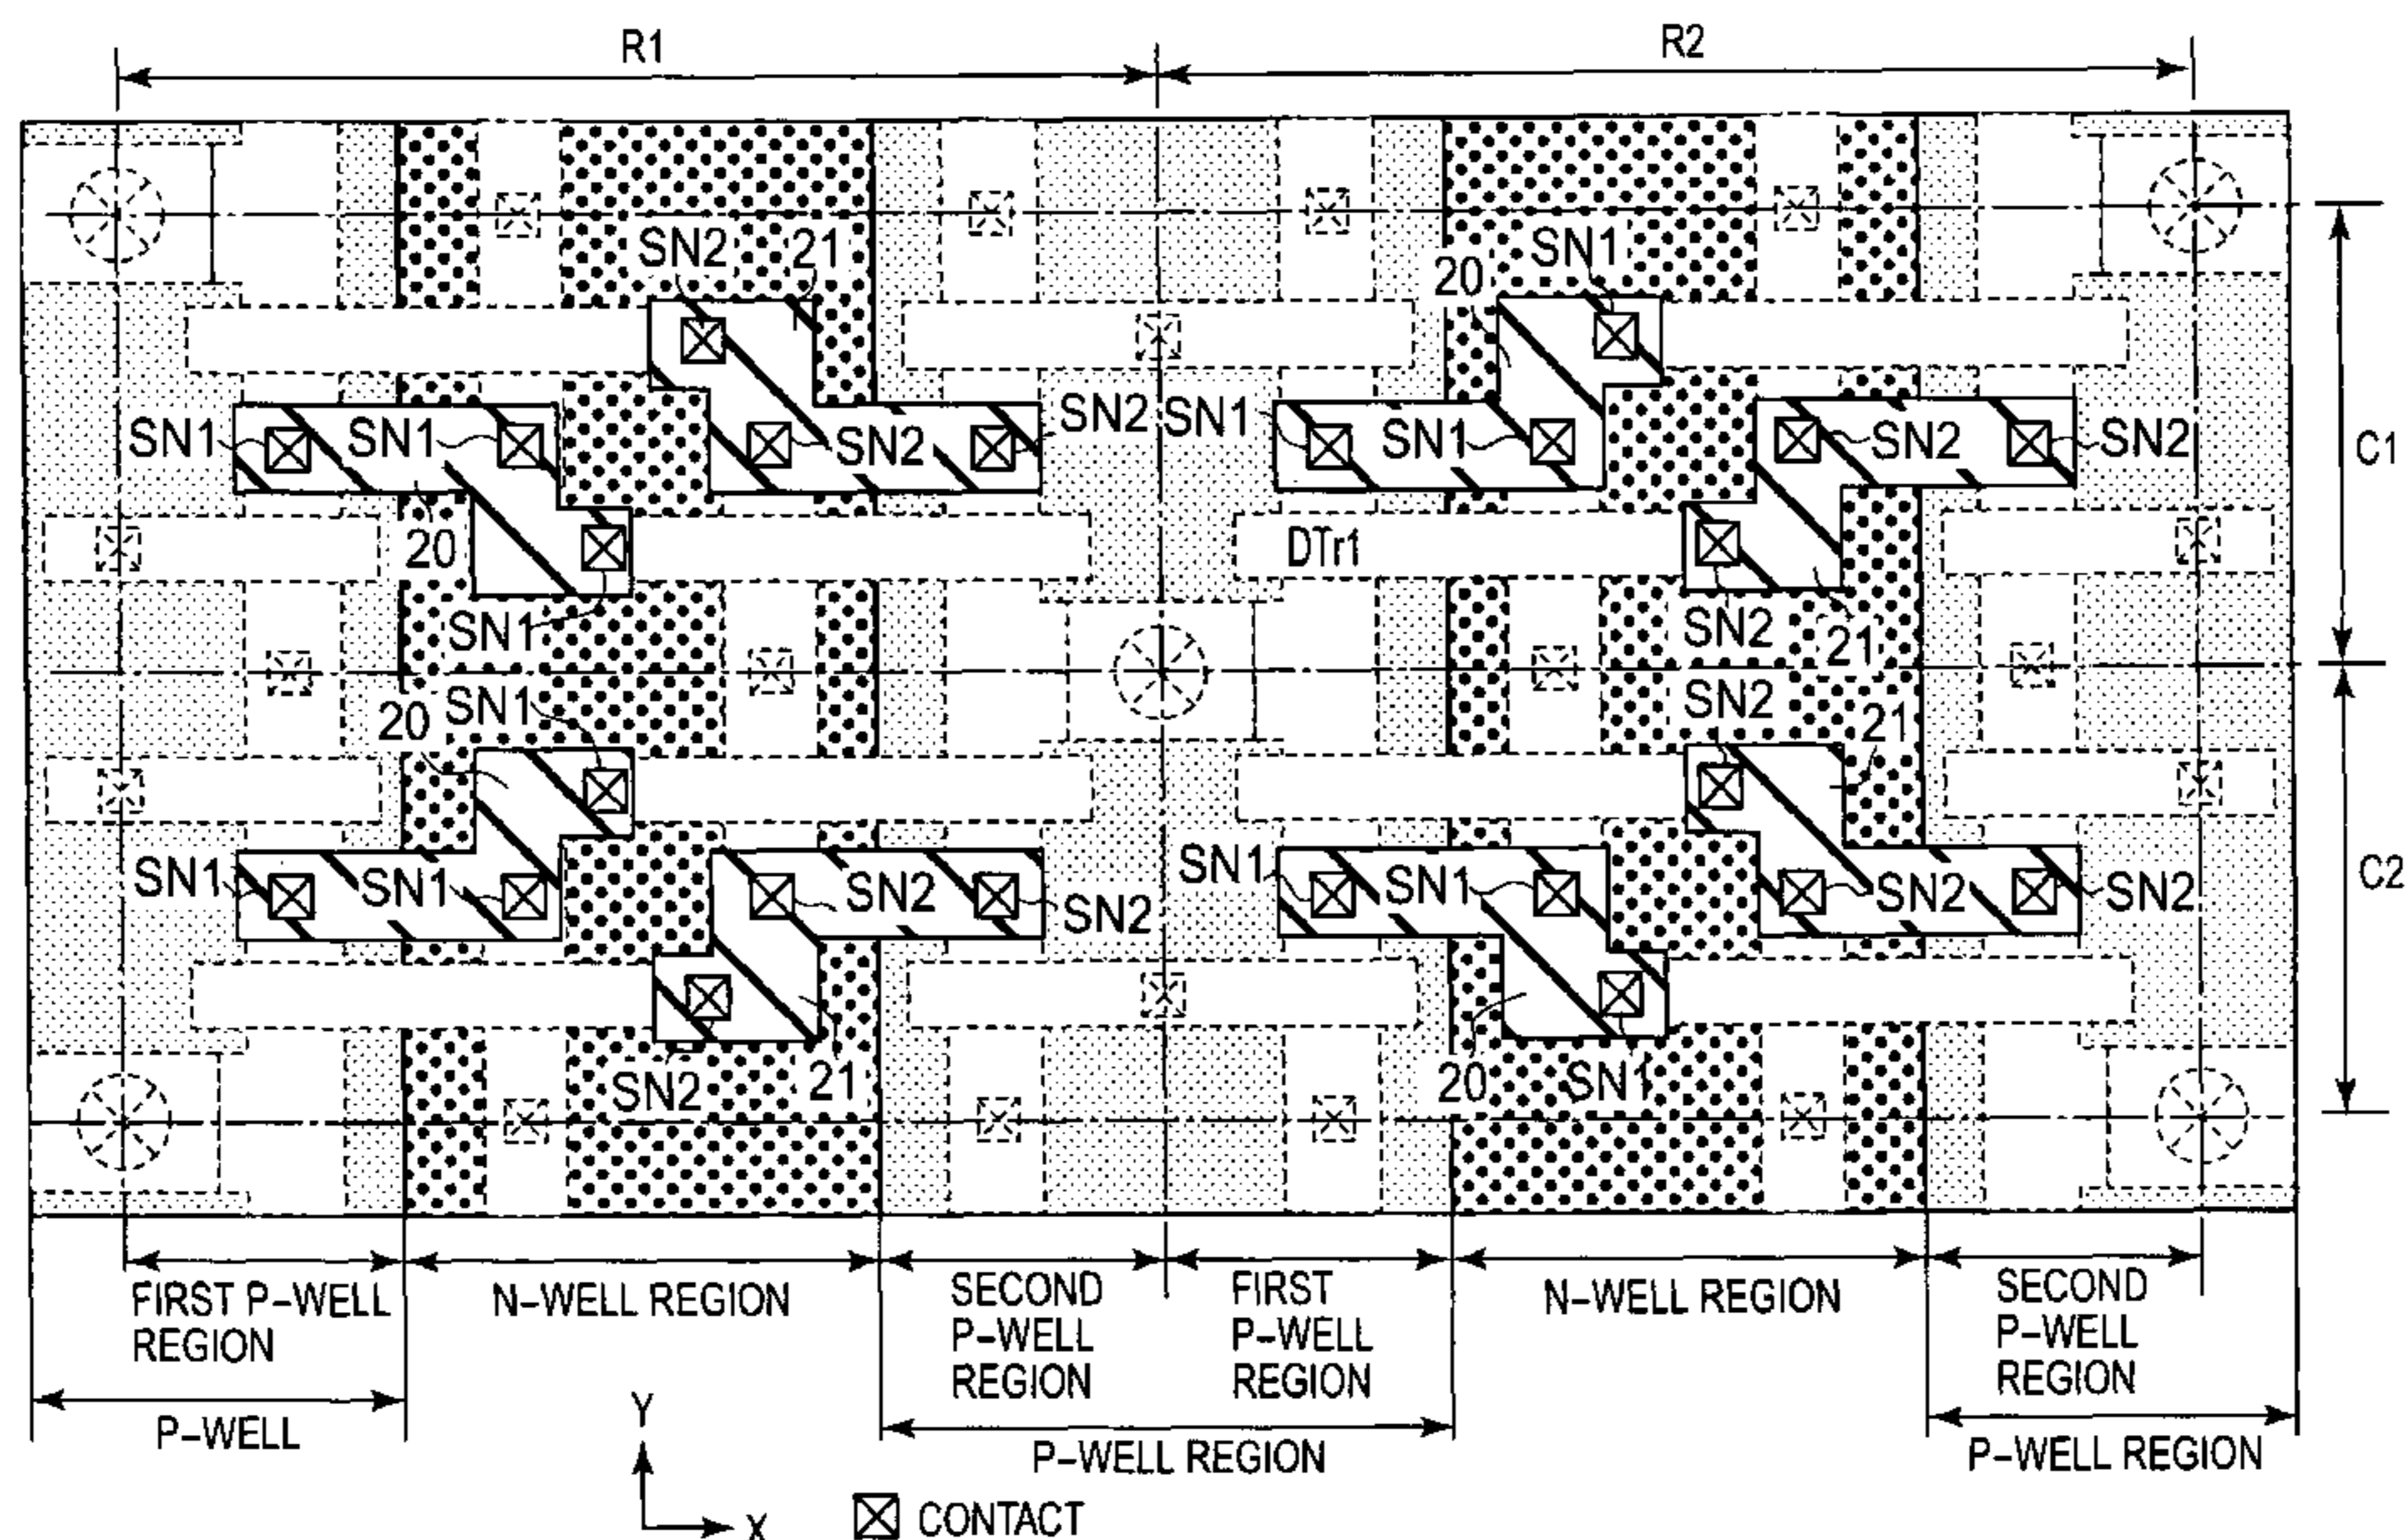 R1 R2
SN2 21 SN1
20
SN1 SN1 SN2 SN2 SN1 SN1 SN2 SN2 C1
20 DTr1
SN1 SN2 21
20 SN1 SN2 21
SN1 SN1 SN2 SN2 SN1 SN1 SN2 SN2 C2
SN2 21 20 SN1
FIRST P-WELL
REGION
N-WELL REGION
SECOND
P-WELL
REGION
FIRST
P-WELL
REGION
N-WELL REGION
SECOND
P-WELL
REGION
P-WELL
P-WELL REGION
P-WELL REGION
Y
X
CONTACT